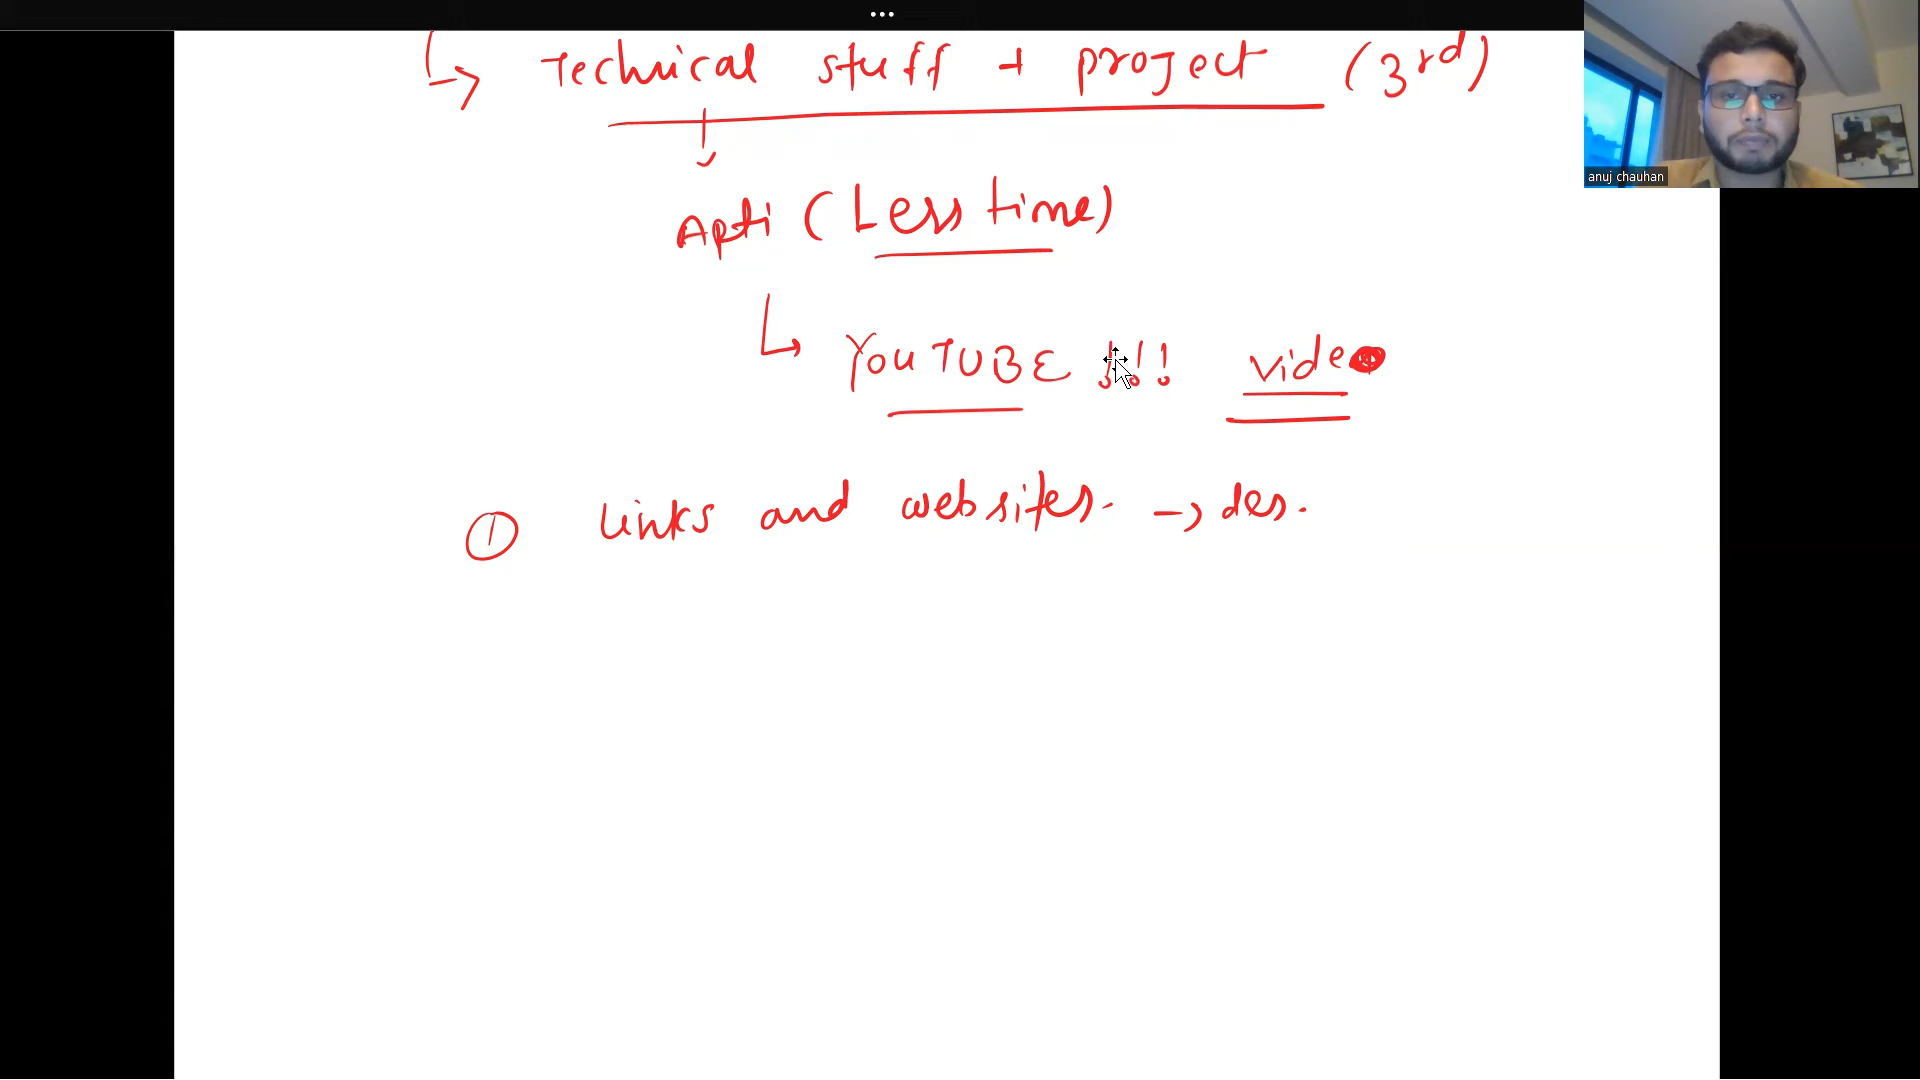 Technical stuff + project (3rd)
anuj chauhan
Apti (Less time)
YouTUBE !!! video
① links and websites. → des.